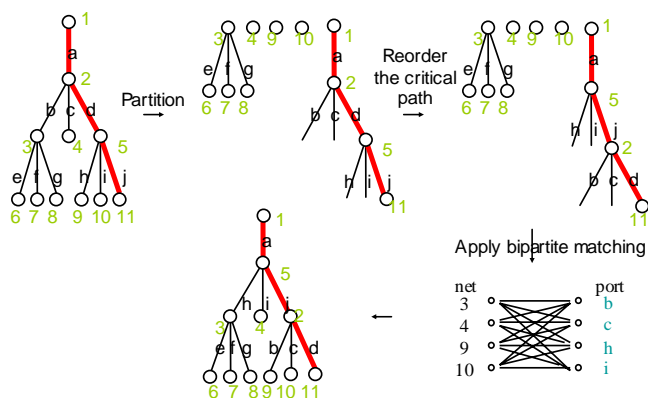 1
a
2
b c d
3 4 5
e f g h i j
6 7 8 9 10 11
Partition
3 4 9 10 1
a
e f g
2
6 7 8
b c d
5
h i j
11
Reorder
the critical
path
3 4 9 10 1
a
e f g
5
6 7 8
h i j
2
b c d
11
Apply bipartite matching
net port
3 b
4 c
9 h
10 i
1
a
5
h i j
3 4 2
e f g b c d
6 7 8 9 10 11